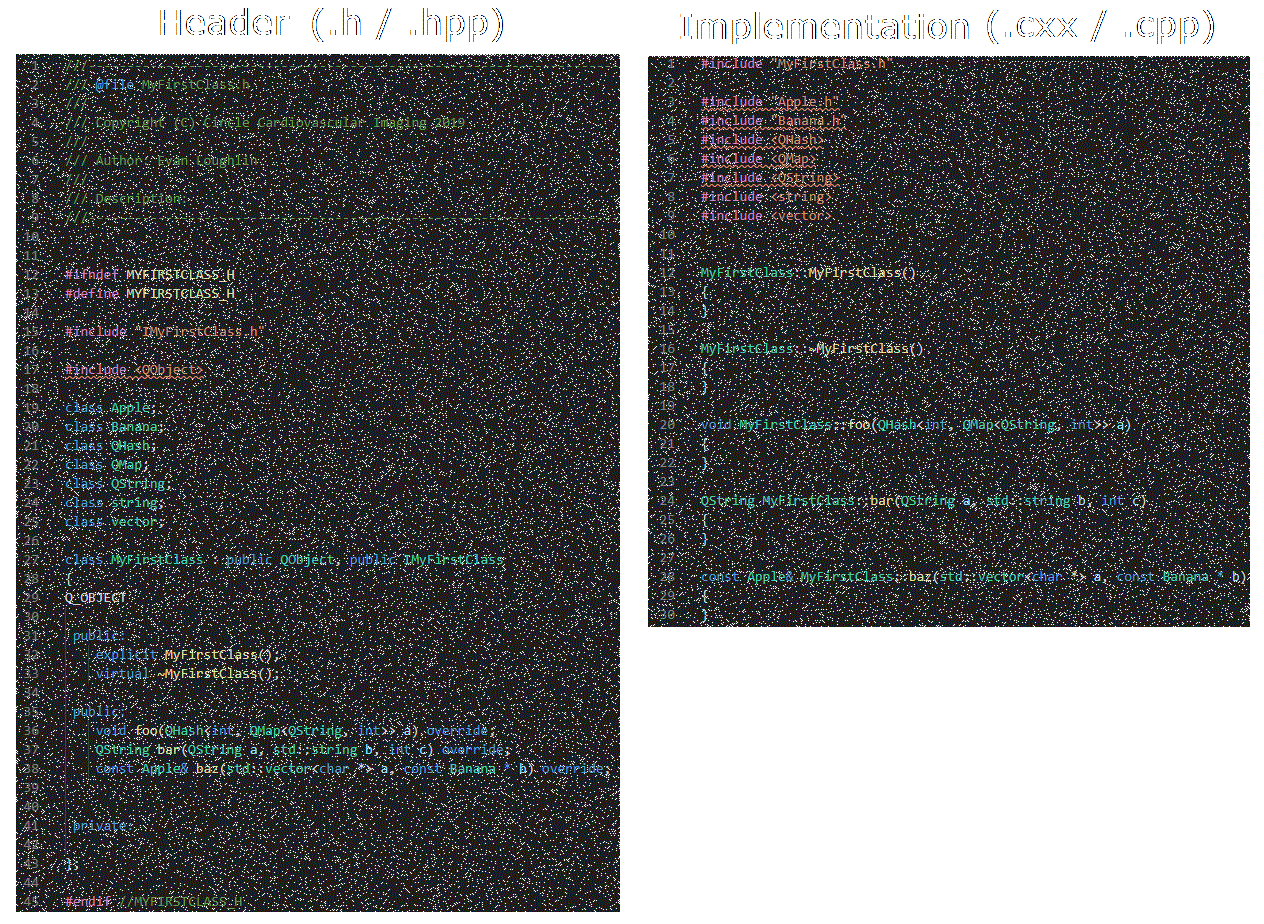 Header (.h / .hpp)
1 ///
2 /// @file MyFirstClass.h
3 ///
4 /// Copyright (C) Circle Cardiovascular Imaging 2019
5 ///
6 /// Author: Evan Loughlin
7 ///
8 /// Description:
9 ///
10
11
12 #ifndef MYFIRSTCLASS_H
13 #define MYFIRSTCLASS_H
14
15 #include "IMyFirstClass.h"
16
17 #include <QObject>
18
19 class Apple;
20 class Banana;
21 class QHash;
22 class QMap;
23 class QString;
24 class string;
25 class vector;
26
27 class MyFirstClass : public QObject, public IMyFirstClass
28 {
29 Q_OBJECT
30
31 public:
32 explicit MyFirstClass();
33 virtual ~MyFirstClass();
34
35 public:
36 void foo(QHash<int, QMap<QString, int>> a) override;
37 QString bar(QString a, std::string b, int c) override;
38 const Apple& baz(std::vector<char *> a, const Banana * b) override;
39
40
41 private:
42
43 };
44
45 #endif //MYFIRSTCLASS_H
Implementation (.cxx / .cpp)
1 #include "MyFirstClass.h"
2
3 #include "Apple.h"
4 #include "Banana.h"
5 #include <QHash>
6 #include <QMap>
7 #include <QString>
8 #include <string>
9 #include <vector>
10
11
12 MyFirstClass::MyFirstClass()
13 {
14 }
15
16 MyFirstClass::~MyFirstClass()
17 {
18 }
19
20 void MyFirstClass::foo(QHash<int, QMap<QString, int>> a)
21 {
22 }
23
24 QString MyFirstClass::bar(QString a, std::string b, int c)
25 {
26 }
27
28 const Apple& MyFirstClass::baz(std::vector<char *> a, const Banana * b)
29 {
30 }